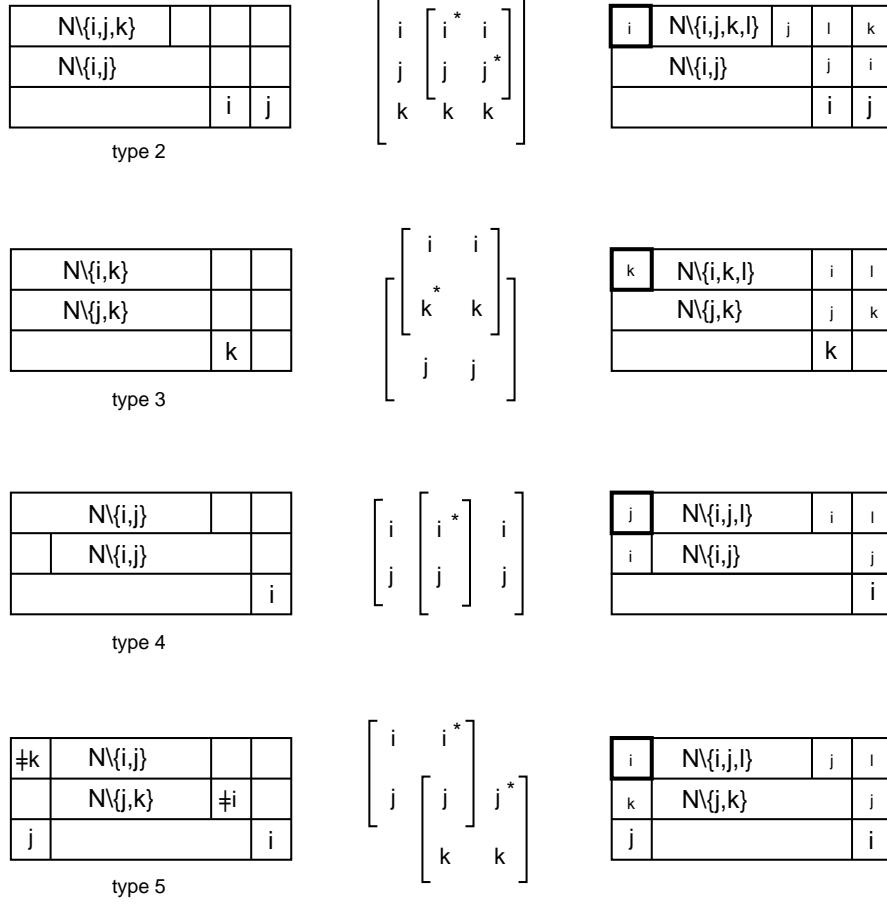 N\{i,j,k} i i* i i N\{i,j,k,l} j l k
N\{i,j} j j j* N\{i,j} j i
i j k k k i j
type 2
N\{i,k} i i k N\{i,k,l} i l
N\{j,k} k* k N\{j,k} j k
k j j k
type 3
N\{i,j} i i* i j N\{i,j,l} i l
N\{i,j} j j j i N\{i,j} j
i i
type 4
≠k N\{i,j} i i* i N\{i,j,l} j l
N\{j,k} ≠i j j j* k N\{j,k} j
j i k k j i
type 5